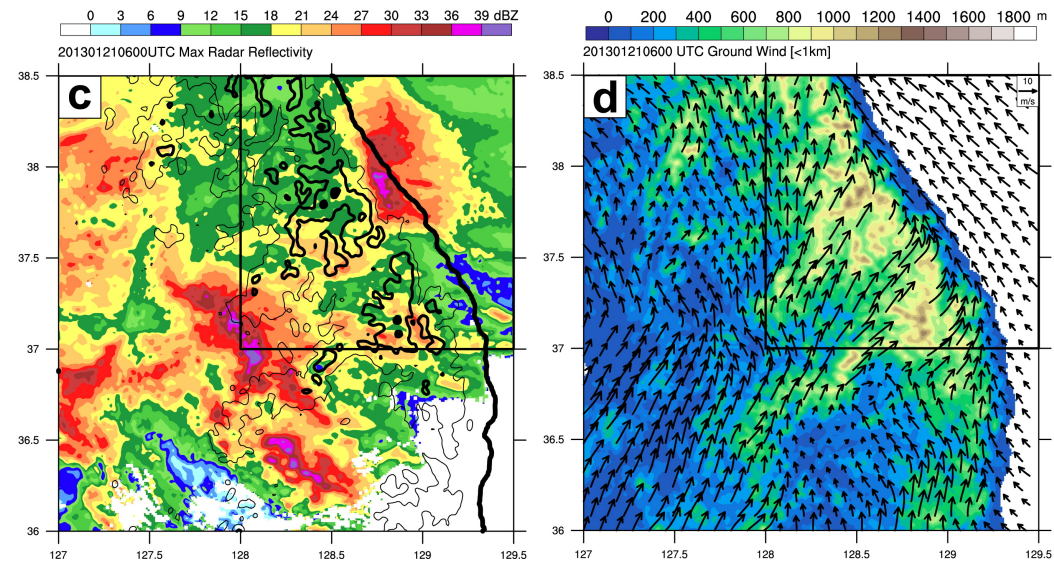 0 3 6 9 12 15 18 21 24 27 30 33 36 39 dBZ
201301210600UTC Max Radar Reflectivity
c
38.5
38
37.5
37
36.5
36
127 127.5 128 128.5 129 129.5
0 200 400 600 800 1000 1200 1400 1600 1800 m
201301210600 UTC Ground Wind [<1km]
d
10
m/s
38.5
38
37.5
37
36.5
36
127 127.5 128 128.5 129 129.5